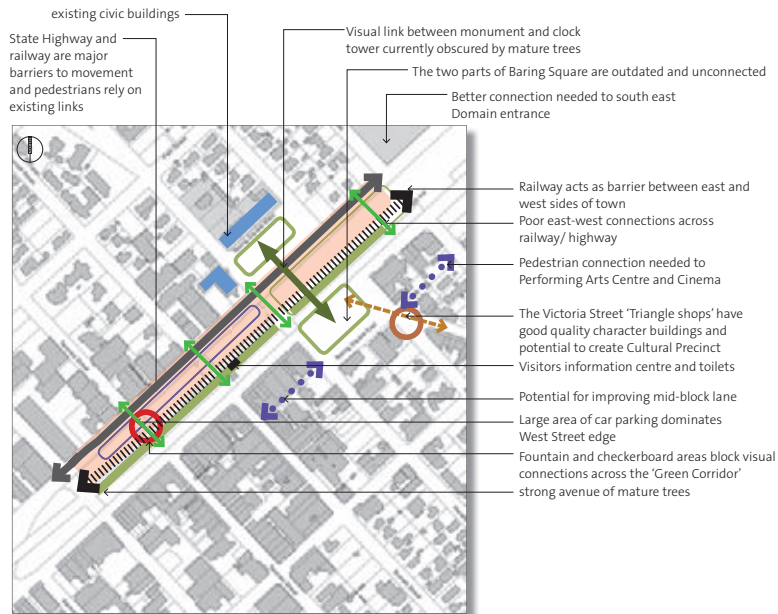 existing civic buildings
State Highway and
railway are major
barriers to movement
and pedestrians rely on
existing links
Visual link between monument and clock
tower currently obscured by mature trees
The two parts of Baring Square are outdated and unconnected
Better connection needed to south east
Domain entrance
Railway acts as barrier between east and
west sides of town
Poor east-west connections across
railway/ highway
Pedestrian connection needed to
Performing Arts Centre and Cinema
The Victoria Street ‘Triangle shops’ have
good quality character buildings and
potential to create Cultural Precinct
Visitors information centre and toilets
Potential for improving mid-block lane
Large area of car parking dominates
West Street edge
Fountain and checkerboard areas block visual
connections across the ‘Green Corridor’
strong avenue of mature trees